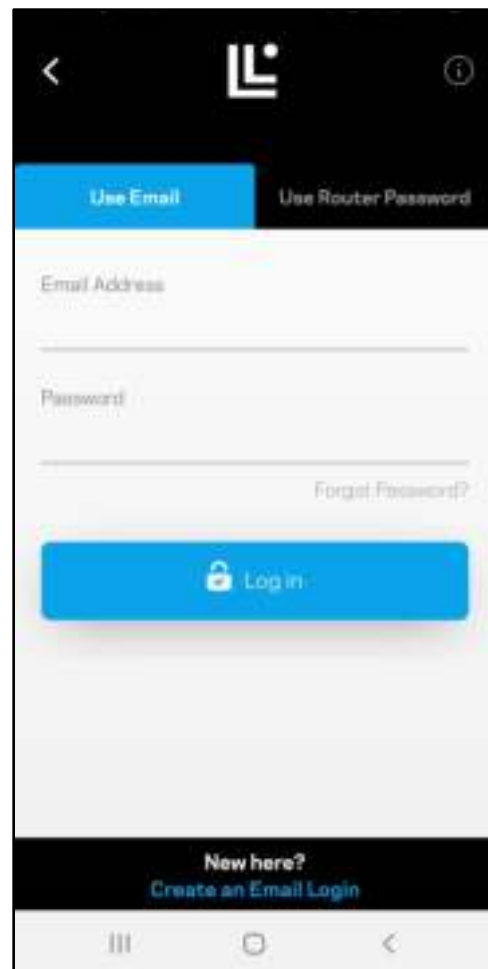 Use Email
Use Router Password
Email Address
Password
Forgot Password?
Log in
New here?
Create an Email Login